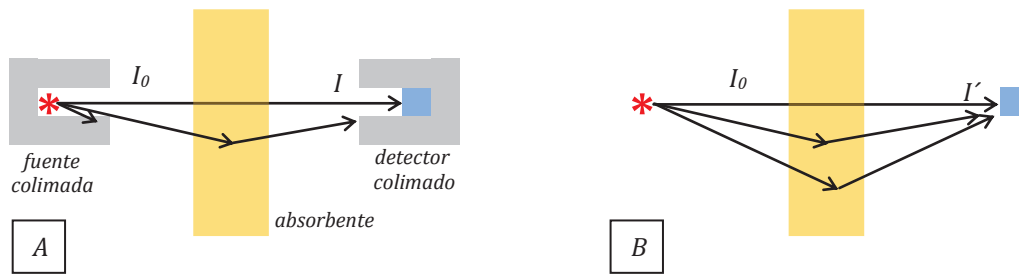 I₀
I
fuente
colimada
detector
colimado
absorbente
A
I₀
I´
B